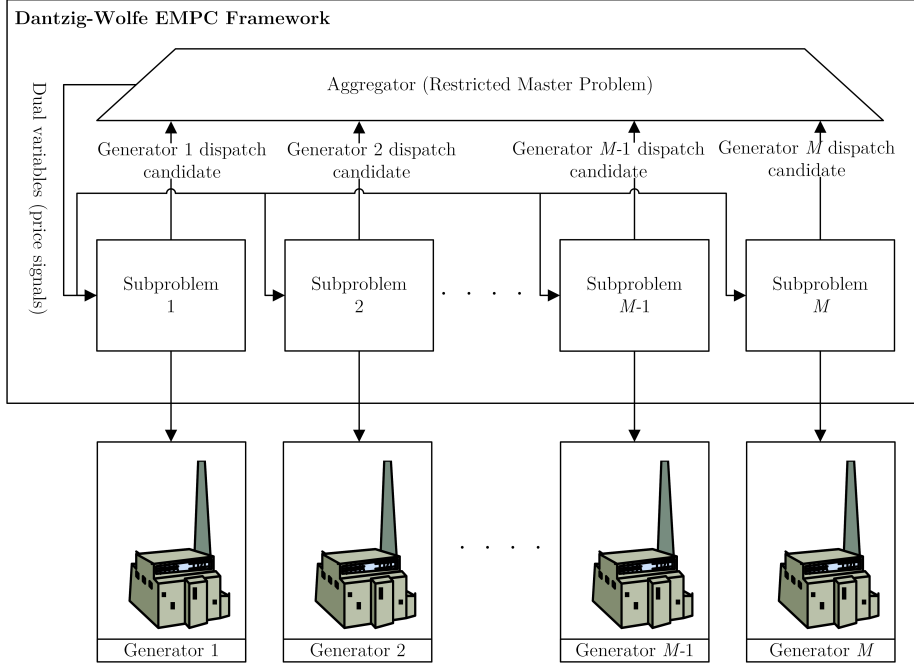 Dantzig-Wolfe EMPC Framework
Aggregator (Restricted Master Problem)
Dual variables (price signals)
Generator 1 dispatch
candidate
Generator 2 dispatch
candidate
Generator M-1 dispatch
candidate
Generator M dispatch
candidate
Subproblem
1
Subproblem
2
. . . .
Subproblem
M-1
Subproblem
M
. . . .
Generator 1
Generator 2
Generator M-1
Generator M